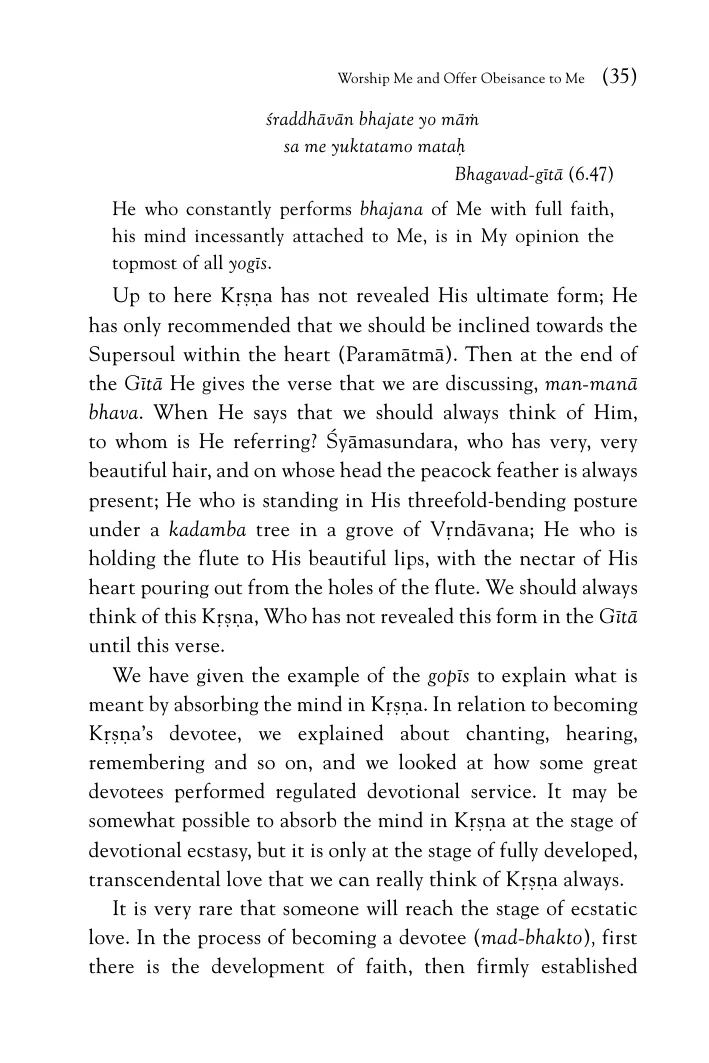 Worship Me and Offer Obeisance to Me (35)
śraddhāvān bhajate yo māṁ
sa me yuktatamo mataḥ
Bhagavad-gītā (6.47)
He who constantly performs bhajana of Me with full faith,
his mind incessantly attached to Me, is in My opinion the
topmost of all yogīs.
Up to here Kṛṣṇa has not revealed His ultimate form; He
has only recommended that we should be inclined towards the
Supersoul within the heart (Paramātmā). Then at the end of
the Gītā He gives the verse that we are discussing, man-manā
bhava. When He says that we should always think of Him,
to whom is He referring? Śyāmasundara, who has very, very
beautiful hair, and on whose head the peacock feather is always
present; He who is standing in His threefold-bending posture
under a kadamba tree in a grove of Vṛndāvana; He who is
holding the flute to His beautiful lips, with the nectar of His
heart pouring out from the holes of the flute. We should always
think of this Kṛṣṇa, Who has not revealed this form in the Gītā
until this verse.
We have given the example of the gopīs to explain what is
meant by absorbing the mind in Kṛṣṇa. In relation to becoming
Kṛṣṇa’s devotee, we explained about chanting, hearing,
remembering and so on, and we looked at how some great
devotees performed regulated devotional service. It may be
somewhat possible to absorb the mind in Kṛṣṇa at the stage of
devotional ecstasy, but it is only at the stage of fully developed,
transcendental love that we can really think of Kṛṣṇa always.
It is very rare that someone will reach the stage of ecstatic
love. In the process of becoming a devotee (mad-bhakto), first
there is the development of faith, then firmly established